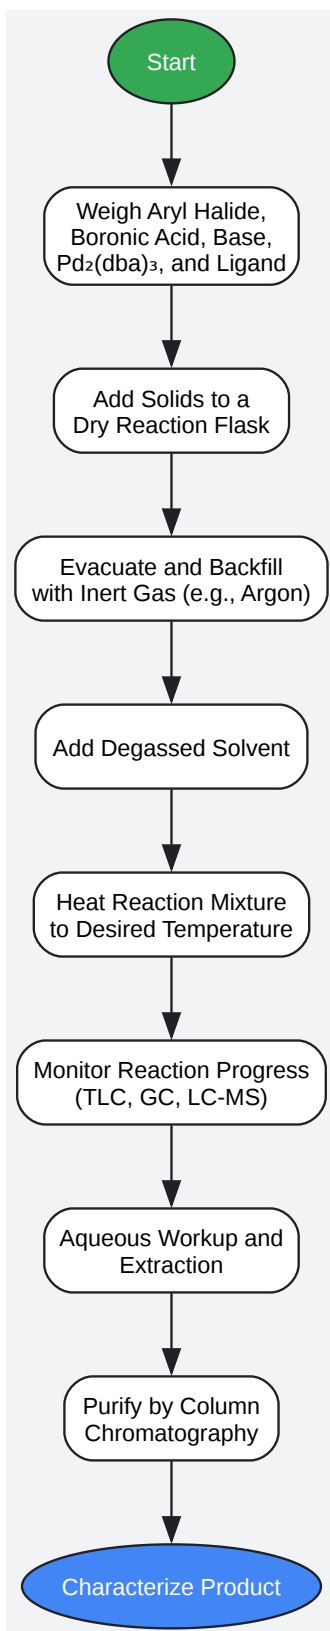 Start
Weigh Aryl Halide,
Boronic Acid, Base,
Pd₂(dba)₃, and Ligand
Add Solids to a
Dry Reaction Flask
Evacuate and Backfill
with Inert Gas (e.g., Argon)
Add Degassed Solvent
Heat Reaction Mixture
to Desired Temperature
Monitor Reaction Progress
(TLC, GC, LC-MS)
Aqueous Workup and
Extraction
Purify by Column
Chromatography
Characterize Product